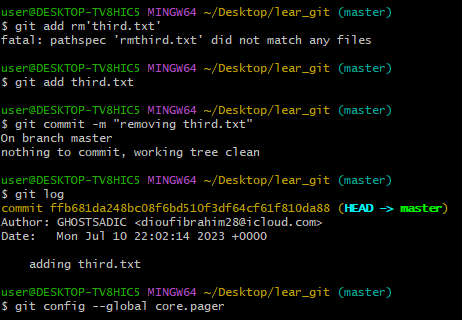 user@DESKTOP-TV8HIC5 MINGW64 ~/Desktop/lear_git (master)
$ git add rm'third.txt'
fatal: pathspec 'rmthird.txt' did not match any files
user@DESKTOP-TV8HIC5 MINGW64 ~/Desktop/lear_git (master)
$ git add third.txt
user@DESKTOP-TV8HIC5 MINGW64 ~/Desktop/lear_git (master)
$ git commit -m "removing third.txt"
On branch master
nothing to commit, working tree clean
user@DESKTOP-TV8HIC5 MINGW64 ~/Desktop/lear_git (master)
$ git log
commit ffb681da248bc08f6bd510f3df64cf61f810da88 (HEAD -> master)
Author: GHOSTSADIC <dioufibrahim28@icloud.com>
Date:   Mon Jul 10 22:02:14 2023 +0000
    adding third.txt
user@DESKTOP-TV8HIC5 MINGW64 ~/Desktop/lear_git (master)
$ git config --global core.pager